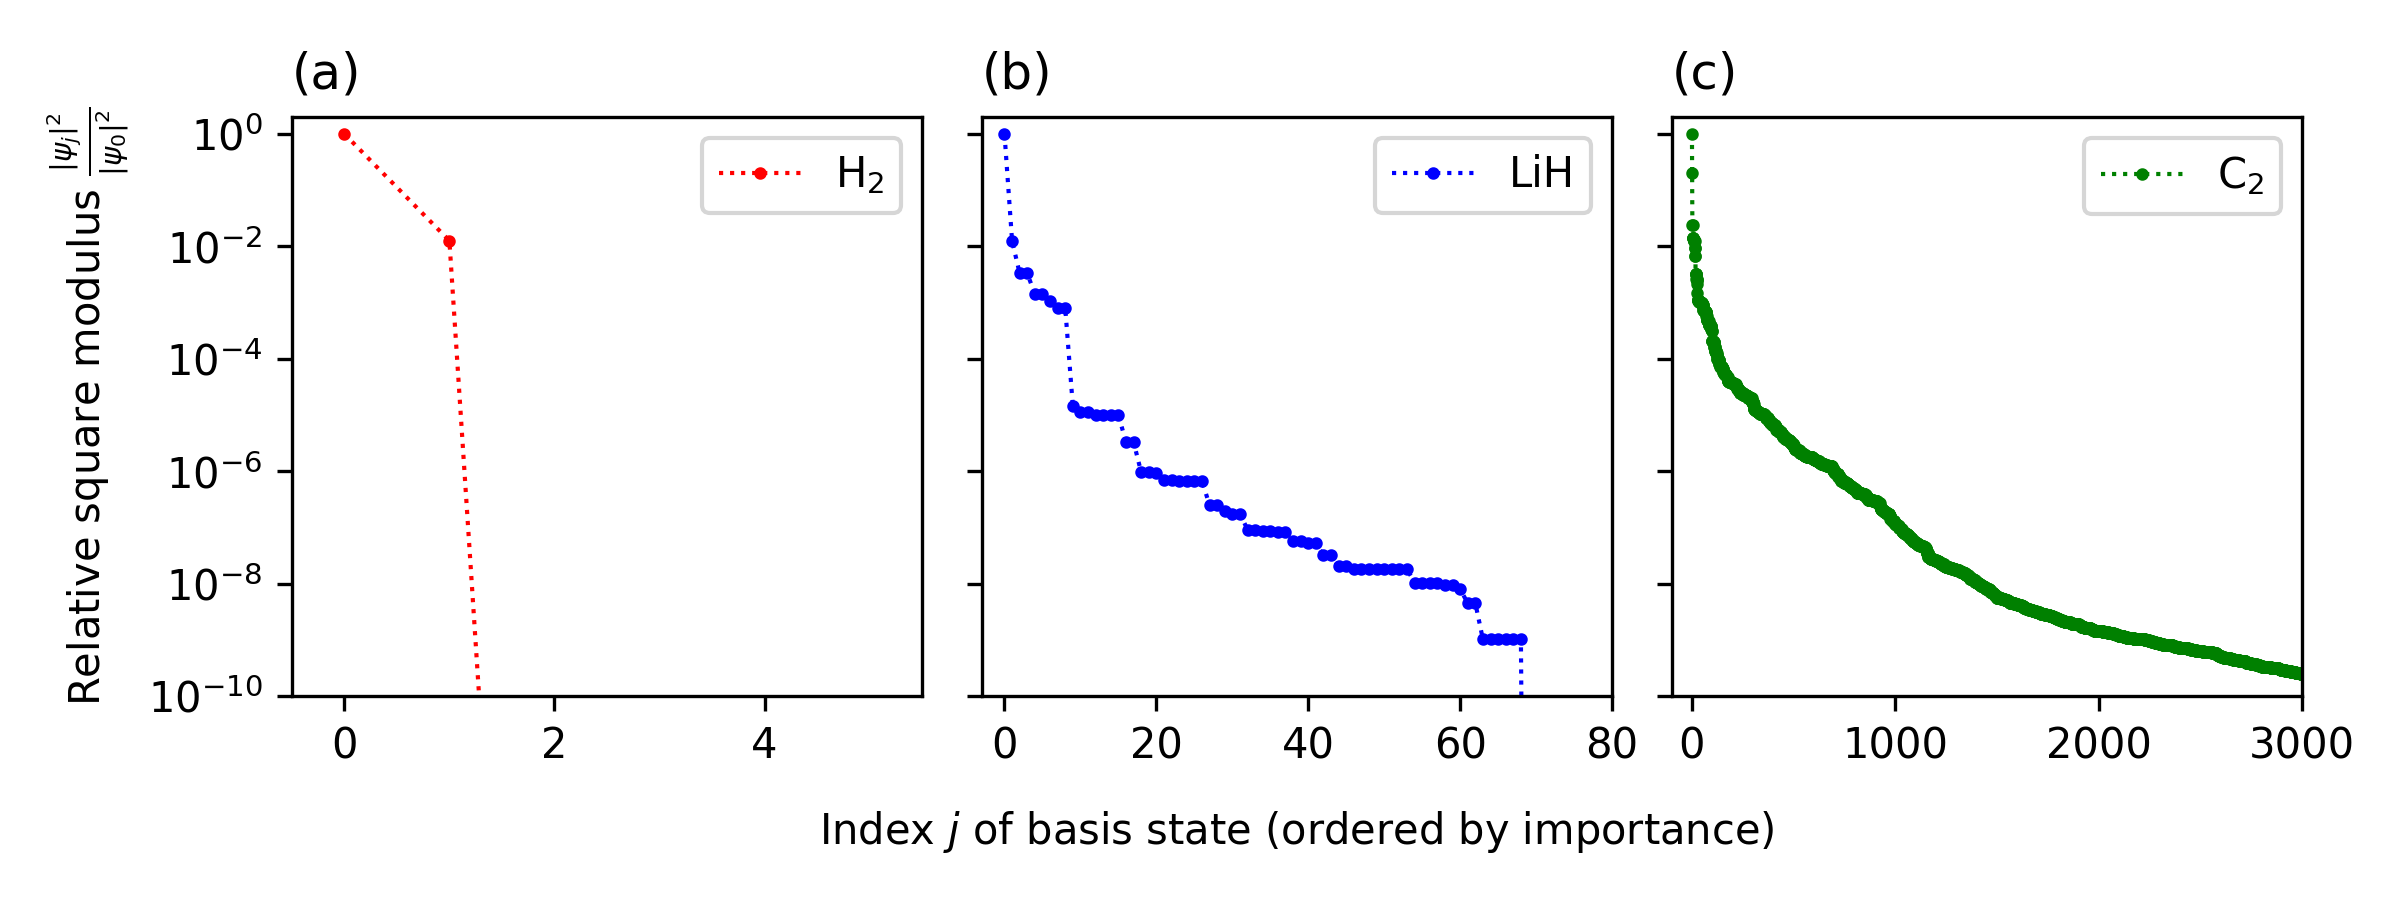 (a) (b) (c)
Relative square modulus |ψj|²/|ψ0|²
10⁰
10⁻²
10⁻⁴
10⁻⁶
10⁻⁸
10⁻¹⁰
H₂
LiH
C₂
0 2 4
0 20 40 60 80
0 1000 2000 3000
Index j of basis state (ordered by importance)